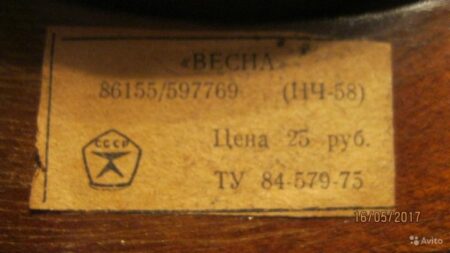 «ВЕСНА»
86155/597769 (НЧ-58)
СССР
Цена 25 руб.
ТУ 84-579-75
16/05/2017
Avito